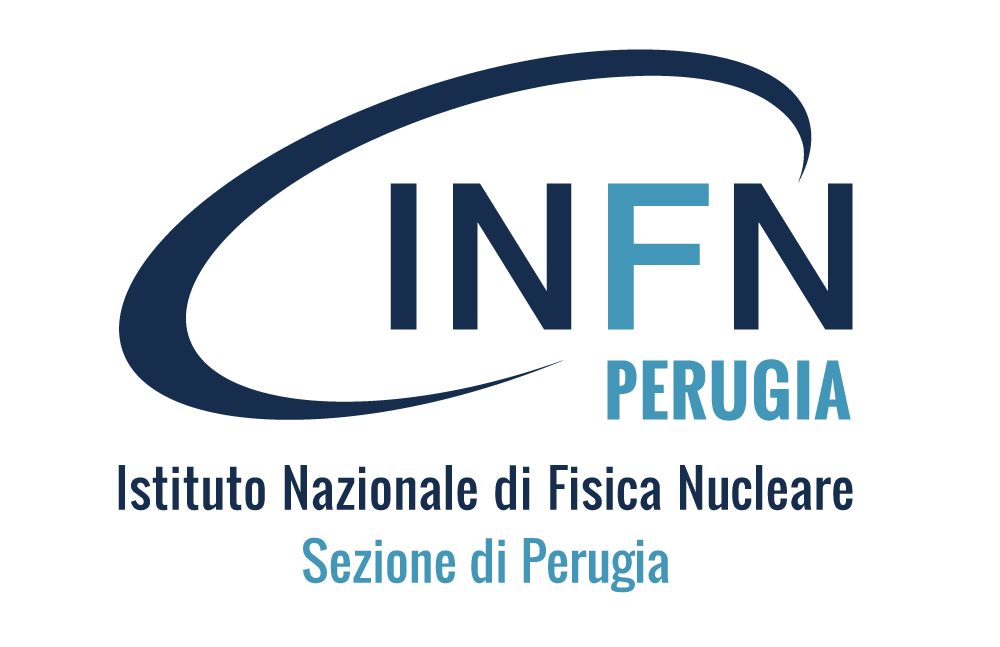 INFN
PERUGIA
Istituto Nazionale di Fisica Nucleare
Sezione di Perugia